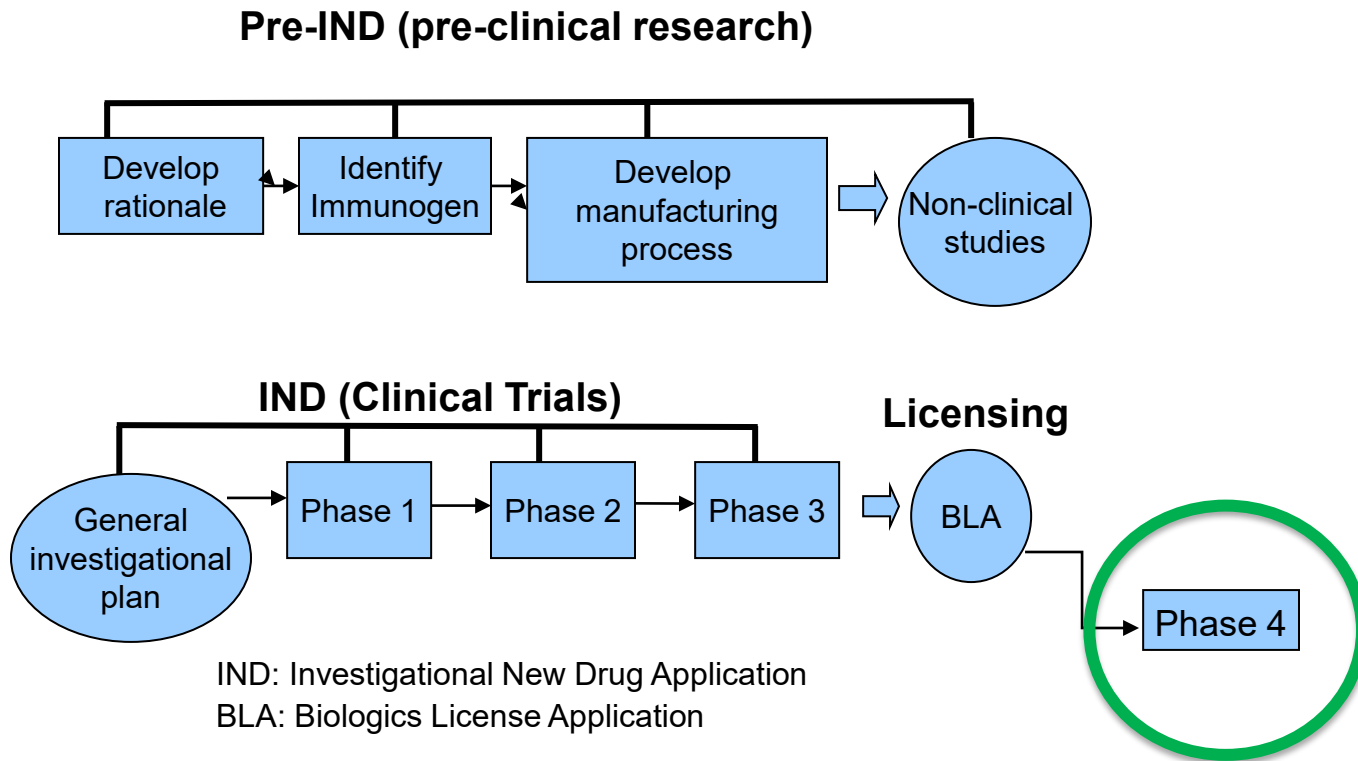 Pre-IND (pre-clinical research)
Develop
rationale
Identify
Immunogen
Develop
manufacturing
process
Non-clinical
studies
IND (Clinical Trials)
Licensing
General
investigational
plan
Phase 1
Phase 2
Phase 3
BLA
Phase 4
IND: Investigational New Drug Application
BLA: Biologics License Application